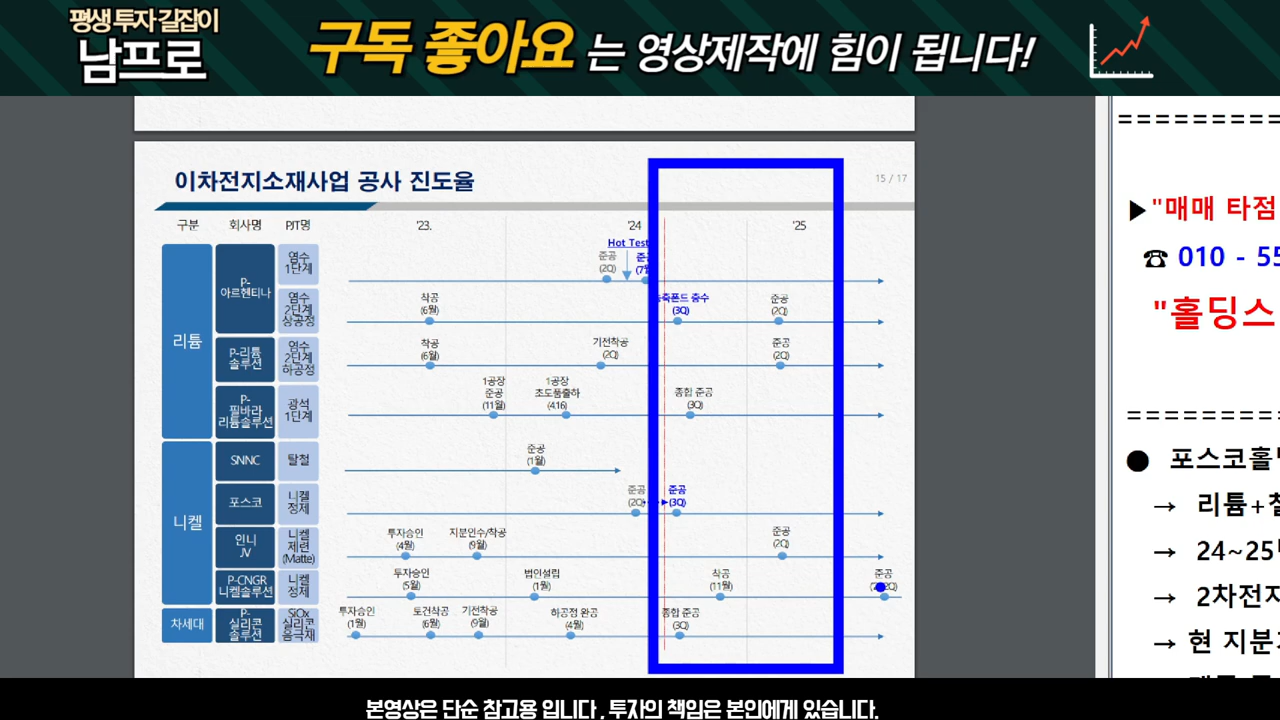 평생 투자 길잡이
남프로
구독 좋아요 는 영상제작에 힘이 됩니다!
이차전지소재사업 공사 진도율
15 / 17
구분 회사명 PJT명 '23. '24 '25
리튬
P-
아르헨티나
염수
1단계
준공
(2Q)
Hot Test
염수
2단계
상공정
착공
(6월)
(3Q)
준공
(2Q)
P-리튬
솔루션
염수
2단계
하공정
착공
(6월)
기전착공
(2Q)
준공
(2Q)
P-
필바라
리튬솔루션
광석
1단계
1공장
준공
(11월)
1공장
초도품출하
(4.16)
종합 준공
(3Q)
니켈
SNNC
탈철
준공
(1월)
포스코
니켈
정제
준공
(2Q)
준공
(3Q)
인니
JV
니켈
제련
(Matte)
투자승인
(4월)
지분인수/착공
(9월)
준공
(2Q)
P-CNGR
니켈솔루션
니켈
정제
투자승인
(5월)
법인설립
(1월)
착공
(11월)
준공
차세대
P-
실리콘
솔루션
SiOx
실리콘
음극재
투자승인
(1월)
토건착공
(6월)
기전착공
(9월)
하공정 완공
(4월)
종합 준공
(3Q)
==========
▶"매매 타점
☎ 010 - 55
"홀딩스
==========
● 포스코홀
→ 리튬+
→ 24~25
→ 2차전지
→ 현 지분
본영상은 단순 참고용 입니다 , 투자의 책임은 본인에게 있습니다.